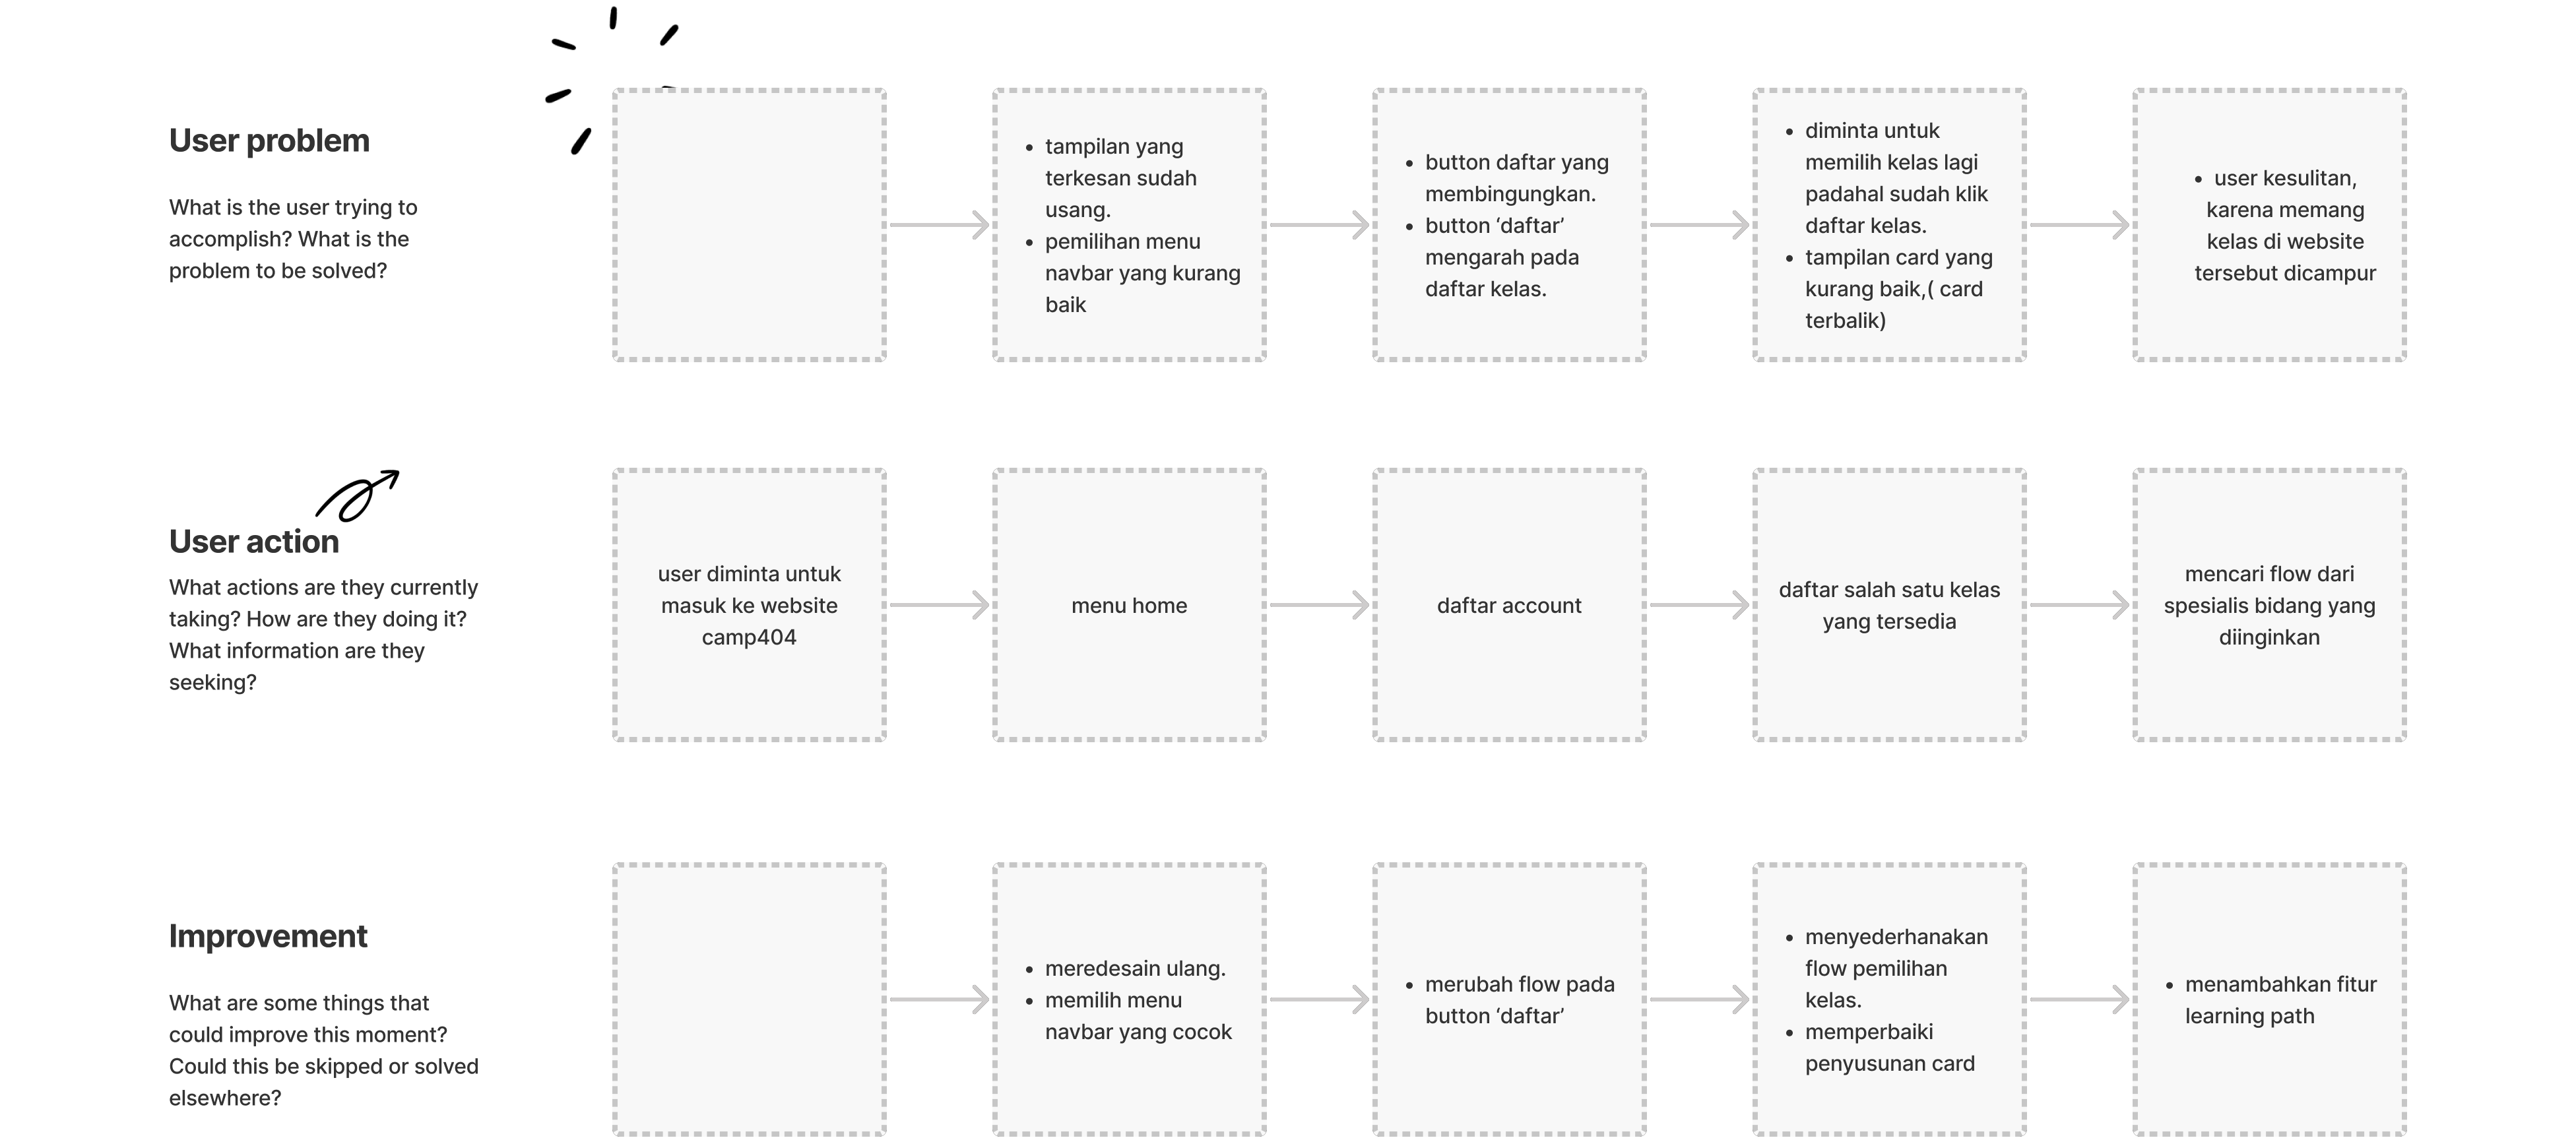 User problem
What is the user trying to
accomplish? What is the
problem to be solved?
• tampilan yang
terkesan sudah
usang.
• pemilihan menu
navbar yang kurang
baik
• button daftar yang
membingungkan.
• button ‘daftar’
mengarah pada
daftar kelas.
• diminta untuk
memilih kelas lagi
padahal sudah klik
daftar kelas.
• tampilan card yang
kurang baik,( card
terbalik)
• user kesulitan,
karena memang
kelas di website
tersebut dicampur
User action
What actions are they currently
taking? How are they doing it?
What information are they
seeking?
user diminta untuk
masuk ke website
camp404
menu home
daftar account
daftar salah satu kelas
yang tersedia
mencari flow dari
spesialis bidang yang
diinginkan
Improvement
What are some things that
could improve this moment?
Could this be skipped or solved
elsewhere?
• meredesain ulang.
• memilih menu
navbar yang cocok
• merubah flow pada
button ‘daftar’
• menyederhanakan
flow pemilihan
kelas.
• memperbaiki
penyusunan card
• menambahkan fitur
learning path